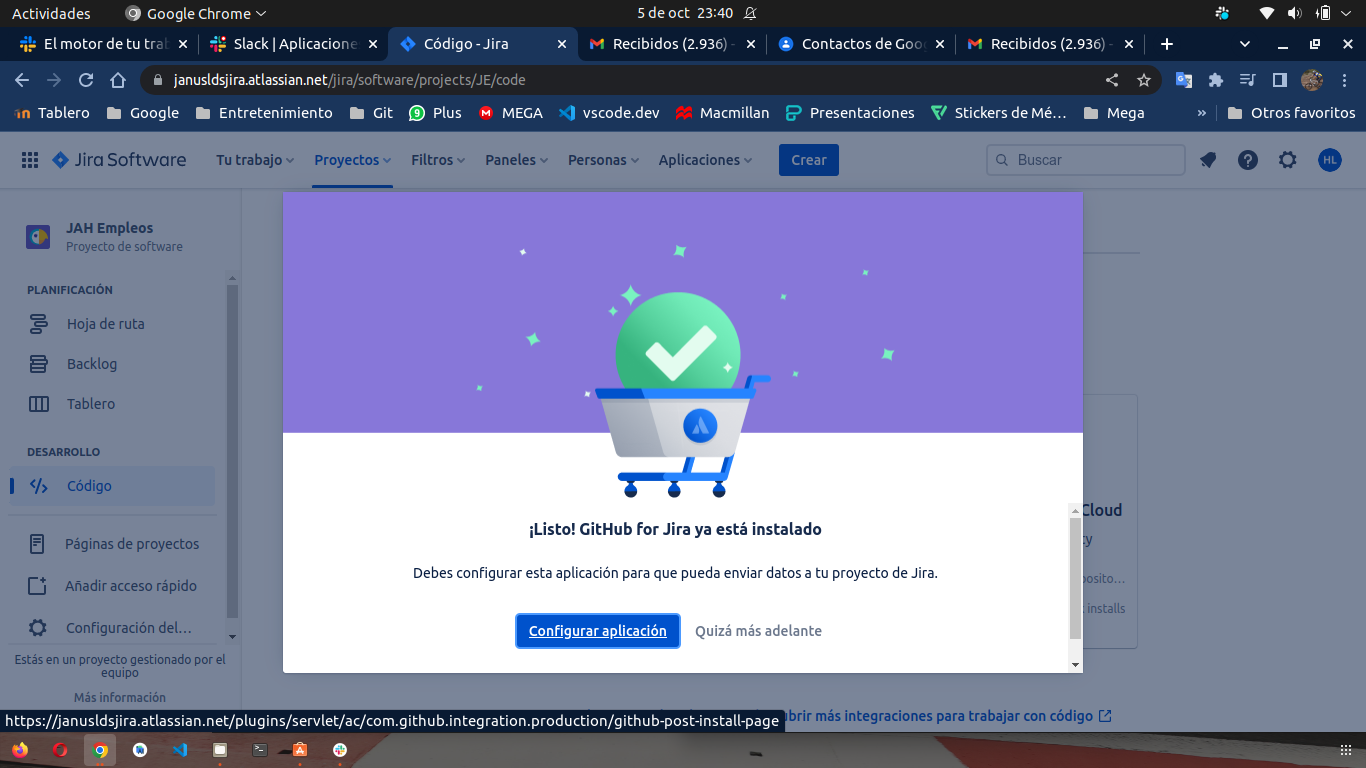 Actividades
Google Chrome
5 de oct 23:40
El motor de tu tra
Slack | Aplicacione
Código - Jira
Recibidos (2.936) -
Contactos de Goo
Recibidos (2.936) -
janusldsjira.atlassian.net/jira/software/projects/JE/code
Tablero
Google
Entretenimiento
Git
9 Plus
MEGA
vscode.dev
Macmillan
Presentaciones
Stickers de Mé…
Mega
»
Otros favoritos
Jira Software
Tu trabajo
Proyectos
Filtros
Paneles
Personas
Aplicaciones
Crear
Buscar
HL
JAH Empleos
Proyecto de software
PLANIFICACIÓN
Hoja de ruta
Backlog
Tablero
DESARROLLO
Código
Páginas de proyectos
Añadir acceso rápido
Configuración del…
Estás en un proyecto gestionado por el
equipo
Más información
¡Listo! GitHub for Jira ya está instalado
Debes configurar esta aplicación para que pueda enviar datos a tu proyecto de Jira.
Configurar aplicación
Quizá más adelante
Cloud
ty
posito…
installs
brir más integraciones para trabajar con código
https://janusldsjira.atlassian.net/plugins/servlet/ac/com.github.integration.production/github-post-install-page